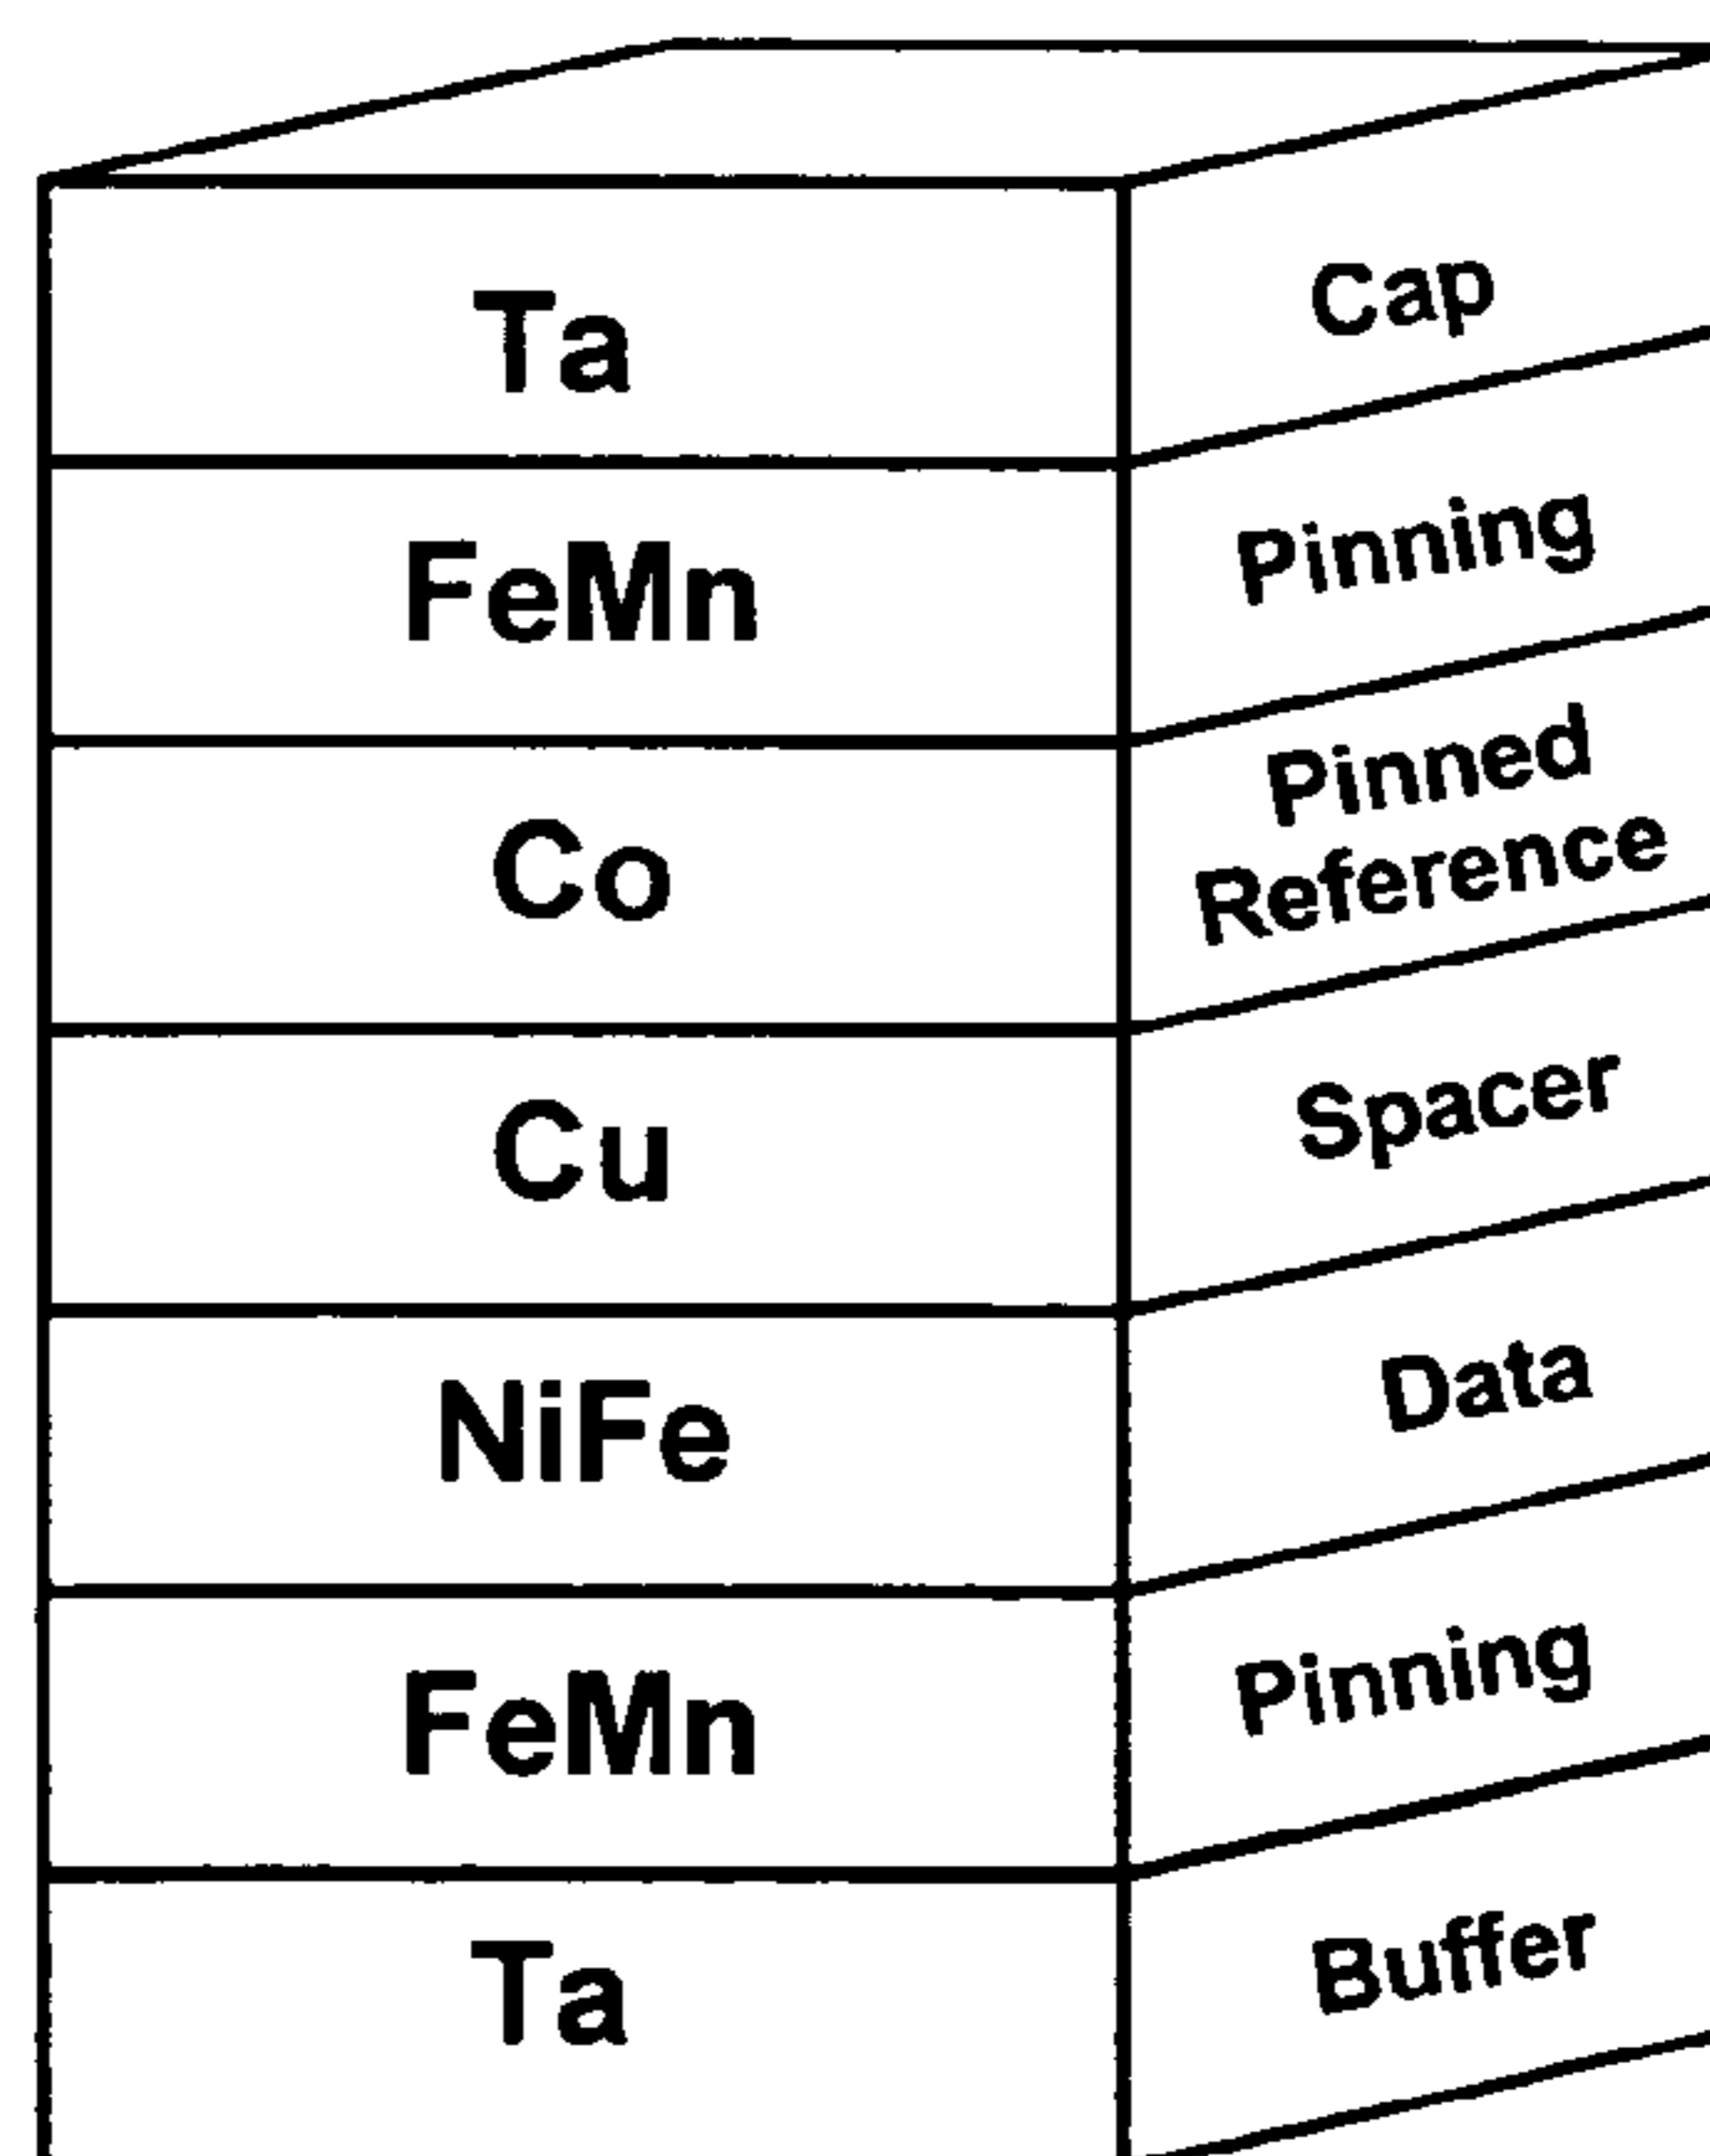 Ta
Cap
FeMn
Pinning
Co
Pinned
Reference
Cu
Spacer
NiFe
Data
FeMn
Pinning
Ta
Buffer